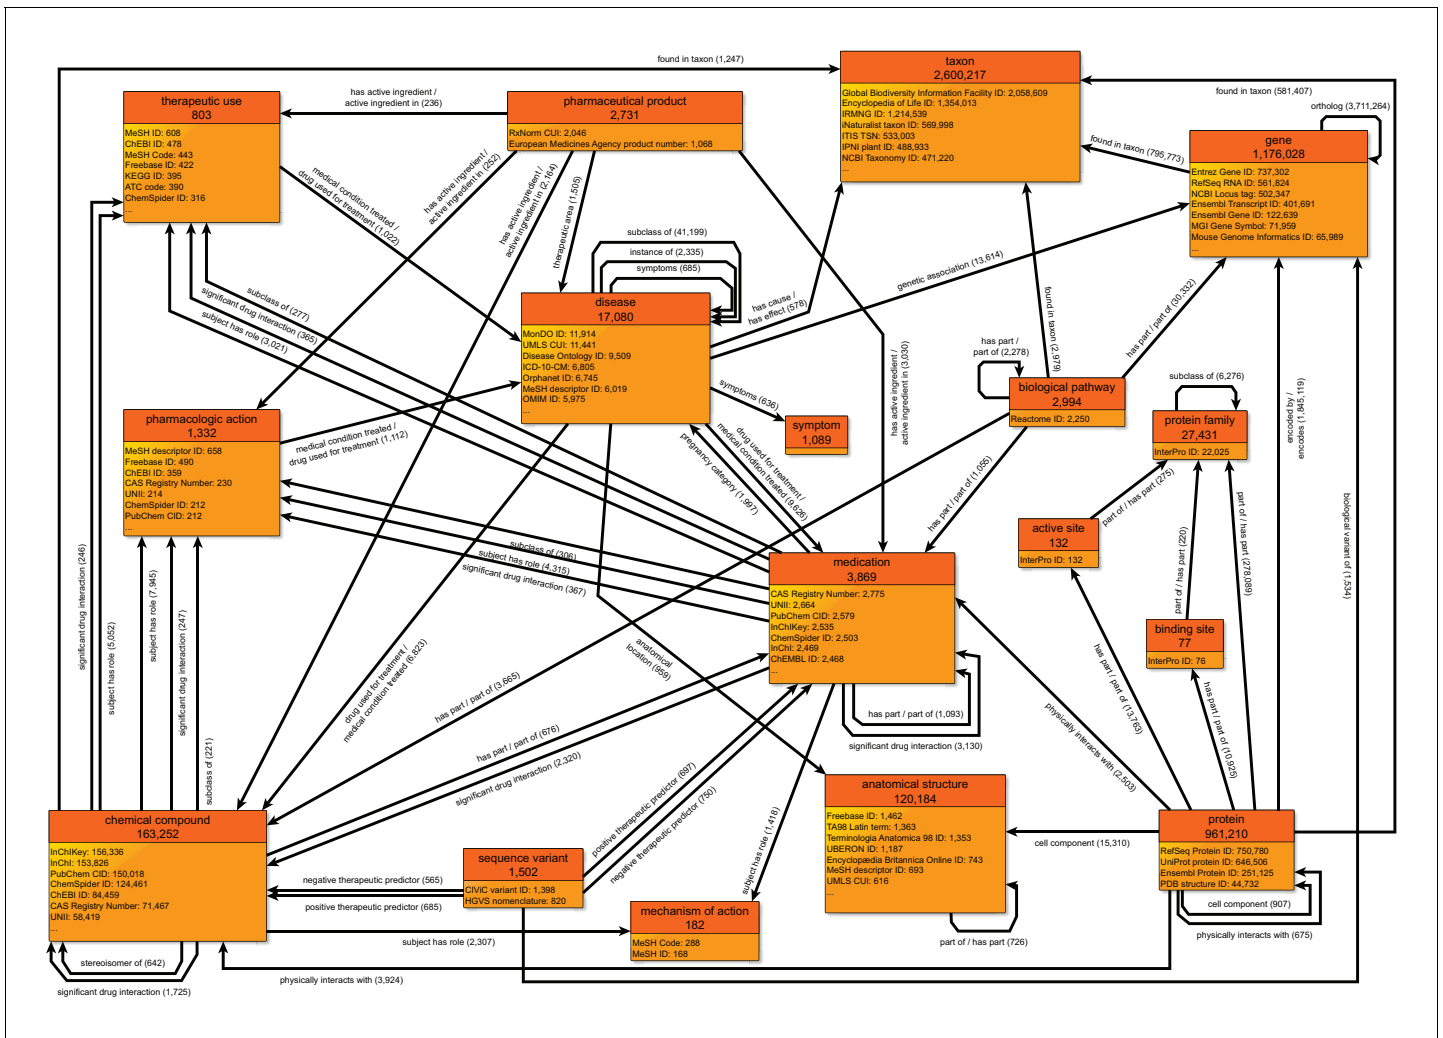 found in taxon (1,247)
taxon
2,600,217
Global Biodiversity Information Facility ID: 2,058,609
Encyclopedia of Life ID: 1,354,013
IRMNG ID: 1,214,539
iNaturalist taxon ID: 569,998
ITIS TSN: 533,003
IPNI plant ID: 488,933
NCBI Taxonomy ID: 471,220
...
found in taxon (581,407)
ortholog (3,711,264)
therapeutic use
803
MeSH ID: 608
ChEBI ID: 478
MeSH Code: 443
Freebase ID: 422
KEGG ID: 395
ATC code: 390
ChemSpider ID: 316
...
has active ingredient /
active ingredient in (236)
pharmaceutical product
2,731
RxNorm CUI: 2,046
European Medicines Agency product number: 1,068
found in taxon (795,773)
gene
1,176,028
Entrez Gene ID: 737,302
RefSeq RNA ID: 561,824
NCBI Locus tag: 502,347
Ensembl Transcript ID: 401,691
Ensembl Gene ID: 122,639
MGI Gene Symbol: 71,959
Mouse Genome Informatics ID: 65,989
...
medical condition treated /
drug used for treatment (1,022)
has active ingredient /
active ingredient in (252)
has active ingredient /
active ingredient in (2,164)
therapeutic area (1,505)
subclass of (41,199)
instance of (2,335)
symptoms (685)
disease
17,080
MonDO ID: 11,914
UMLS CUI: 11,441
Disease Ontology ID: 9,509
ICD-10-CM: 6,805
Orphanet ID: 6,745
MeSH descriptor ID: 6,019
OMIM ID: 5,975
...
has cause /
has effect (578)
genetic association (13,614)
found in taxon (2,979)
has part / part of (30,332)
subclass of (277)
significant drug interaction (365)
subject has role (3,021)
has active ingredient /
active ingredient in (3,030)
has part /
part of (2,278)
biological pathway
2,994
Reactome ID: 2,250
encoded by /
encodes (1,845,119)
pharmacologic action
1,332
MeSH descriptor ID: 658
Freebase ID: 490
ChEBI ID: 359
CAS Registry Number: 230
UNII: 214
ChemSpider ID: 212
PubChem CID: 212
...
medical condition treated /
drug used for treatment (1,112)
symptoms (636)
symptom
1,089
subclass of (6,276)
protein family
27,431
InterPro ID: 22,025
drug used for treatment /
medical condition treated (9,626)
pregnancy category (1,997)
has part / part of (1,055)
part of / has part (275)
active site
132
InterPro ID: 132
part of / has part (220)
part of / has part (278,089)
biological variant of (1,534)
subclass of (306)
subject has role (4,315)
significant drug interaction (367)
medication
3,869
CAS Registry Number: 2,775
UNII: 2,664
PubChem CID: 2,579
InChIKey: 2,535
ChemSpider ID: 2,503
InChI: 2,469
ChEMBL ID: 2,468
...
significant drug interaction (246)
subject has role (5,052)
subject has role (7,945)
significant drug interaction (247)
subclass of (221)
binding site
77
InterPro ID: 76
drug used for treatment /
medical condition treated (6,823)
anatomical
location (959)
has part / part of (3,665)
has part / part of (13,763)
has part / part of (10,925)
physically interacts with (2,503)
has part / part of (1,093)
significant drug interaction (3,130)
has part / part of (676)
significant drug interaction (2,320)
positive therapeutic predictor (697)
negative therapeutic predictor (750)
subject has role (1,418)
anatomical structure
120,184
Freebase ID: 1,462
TA98 Latin term: 1,363
Terminologia Anatomica 98 ID: 1,353
UBERON ID: 1,187
Encyclopædia Britannica Online ID: 743
MeSH descriptor ID: 693
UMLS CUI: 616
...
part of / has part (726)
chemical compound
163,252
InChIKey: 156,336
InChI: 153,826
PubChem CID: 150,018
ChemSpider ID: 124,461
ChEBI ID: 84,459
CAS Registry Number: 71,467
UNII: 58,419
...
negative therapeutic predictor (565)
positive therapeutic predictor (685)
sequence variant
1,502
CIViC variant ID: 1,398
HGVS nomenclature: 820
cell component (15,310)
protein
961,210
RefSeq Protein ID: 750,780
UniProt protein ID: 646,506
Ensembl Protein ID: 251,125
PDB structure ID: 44,732
cell component (907)
physically interacts with (675)
mechanism of action
182
MeSH Code: 288
MeSH ID: 168
subject has role (2,307)
stereoisomer of (642)
significant drug interaction (1,725)
physically interacts with (3,924)